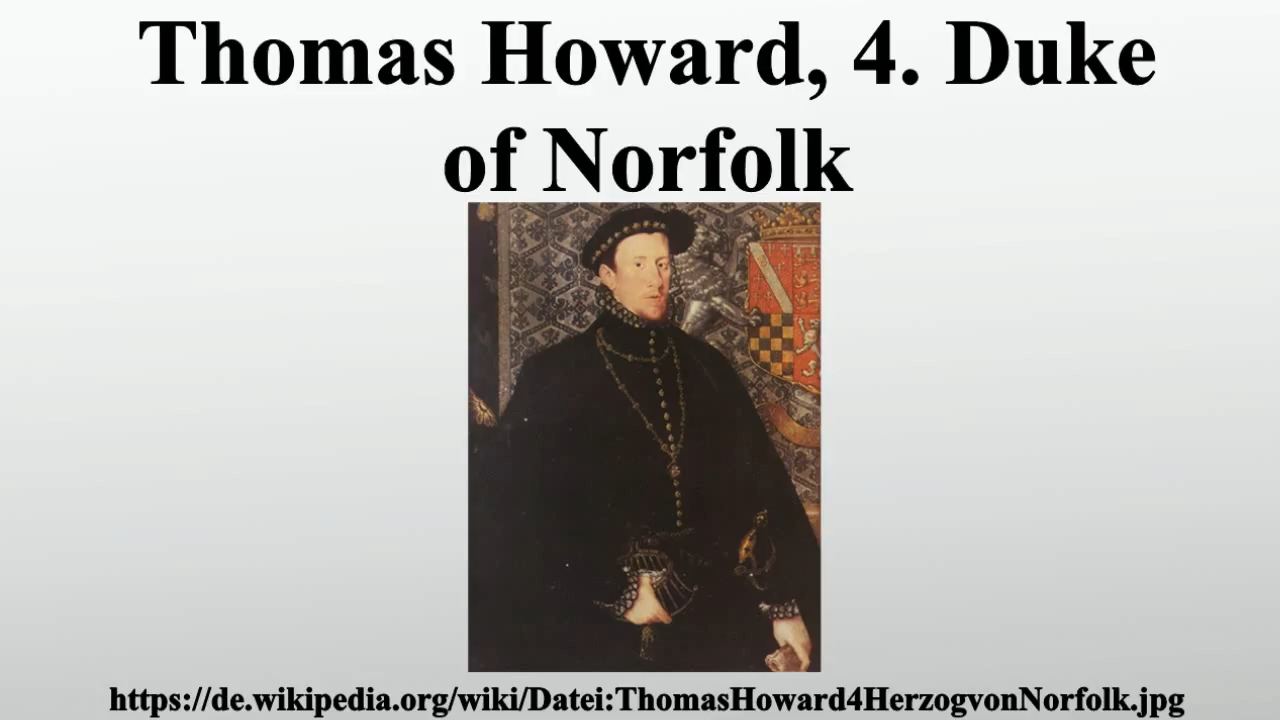 Thomas Howard, 4. Duke
of Norfolk
https://de.wikipedia.org/wiki/Datei:ThomasHoward4HerzogvonNorfolk.jpg